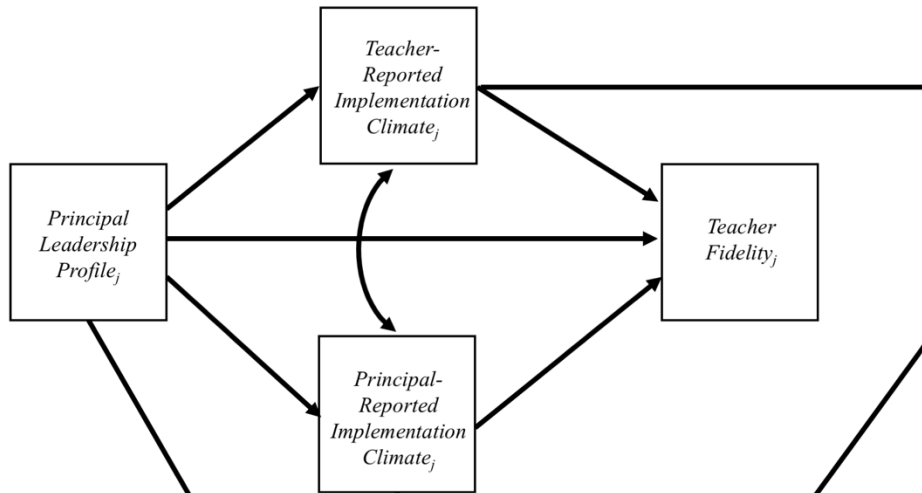 Teacher-
Reported
Implementation
Climateⱼ
Principal
Leadership
Profileⱼ
Teacher
Fidelityⱼ
Principal-
Reported
Implementation
Climateⱼ